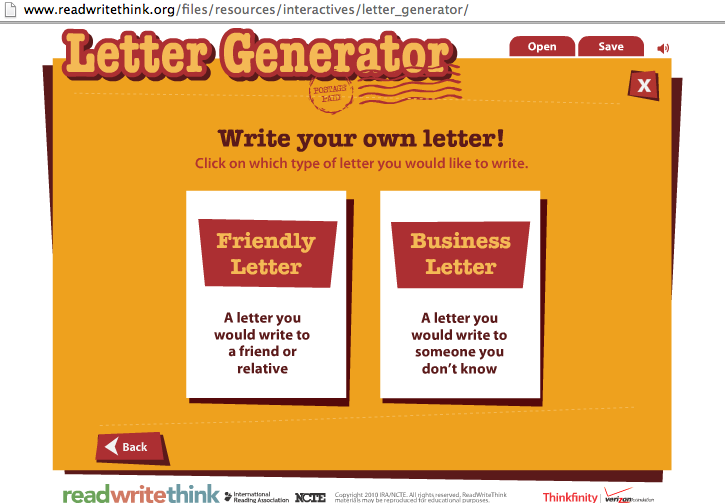 www.readwritethink.org/files/resources/interactives/letter_generator/
Letter Generator
Open
Save
POSTAGE
PAID
X
Write your own letter!
Click on which type of letter you would like to write.
Friendly
Letter
A letter you
would write to
a friend or
relative
Business
Letter
A letter you
would write to
someone you
don't know
Back
readwritethink
International
Reading Association
NCTE
Copyright 2010 IRA/NCTE. All rights reserved. ReadWriteThink
materials may be reproduced for educational purposes.
Thinkfinity
verizon foundation